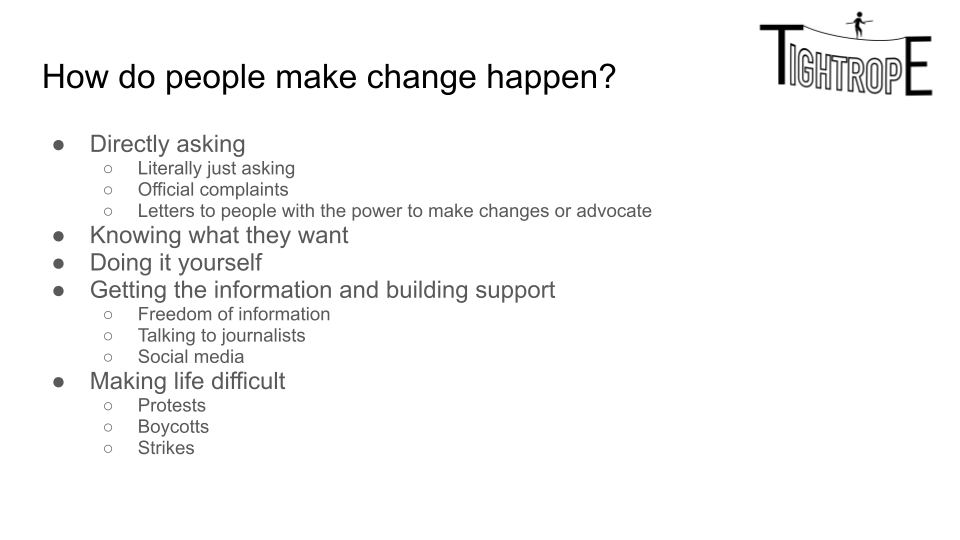 TIGHTROPE
How do people make change happen?
● Directly asking
○ Literally just asking
○ Official complaints
○ Letters to people with the power to make changes or advocate
● Knowing what they want
● Doing it yourself
● Getting the information and building support
○ Freedom of information
○ Talking to journalists
○ Social media
● Making life difficult
○ Protests
○ Boycotts
○ Strikes